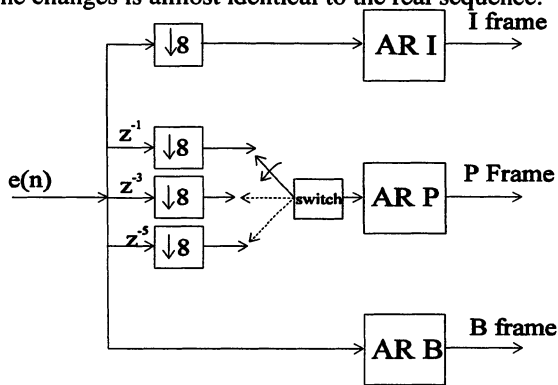 ne changes is almost identical to the real sequence.
I frame
↓8
AR I
z⁻¹
↓8
P Frame
e(n)
z⁻³
↓8
switch
AR P
z⁻⁵
↓8
B frame
AR B